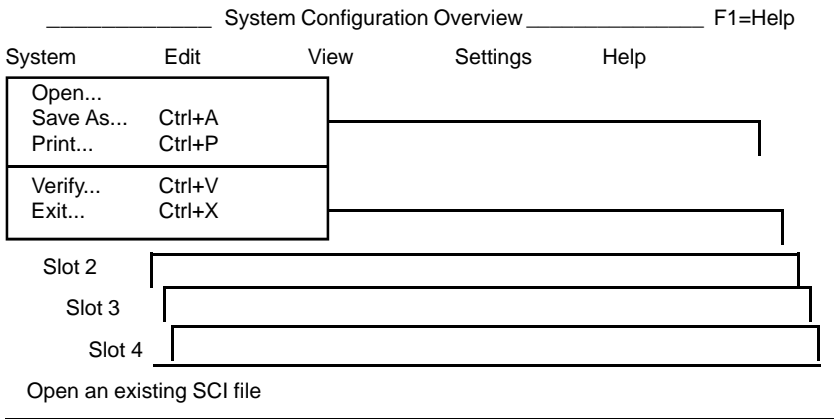 System Configuration Overview F1=Help
System Edit View Settings Help
Open...
Save As... Ctrl+A
Print... Ctrl+P
Verify... Ctrl+V
Exit... Ctrl+X
Slot 2
Slot 3
Slot 4
Open an existing SCI file